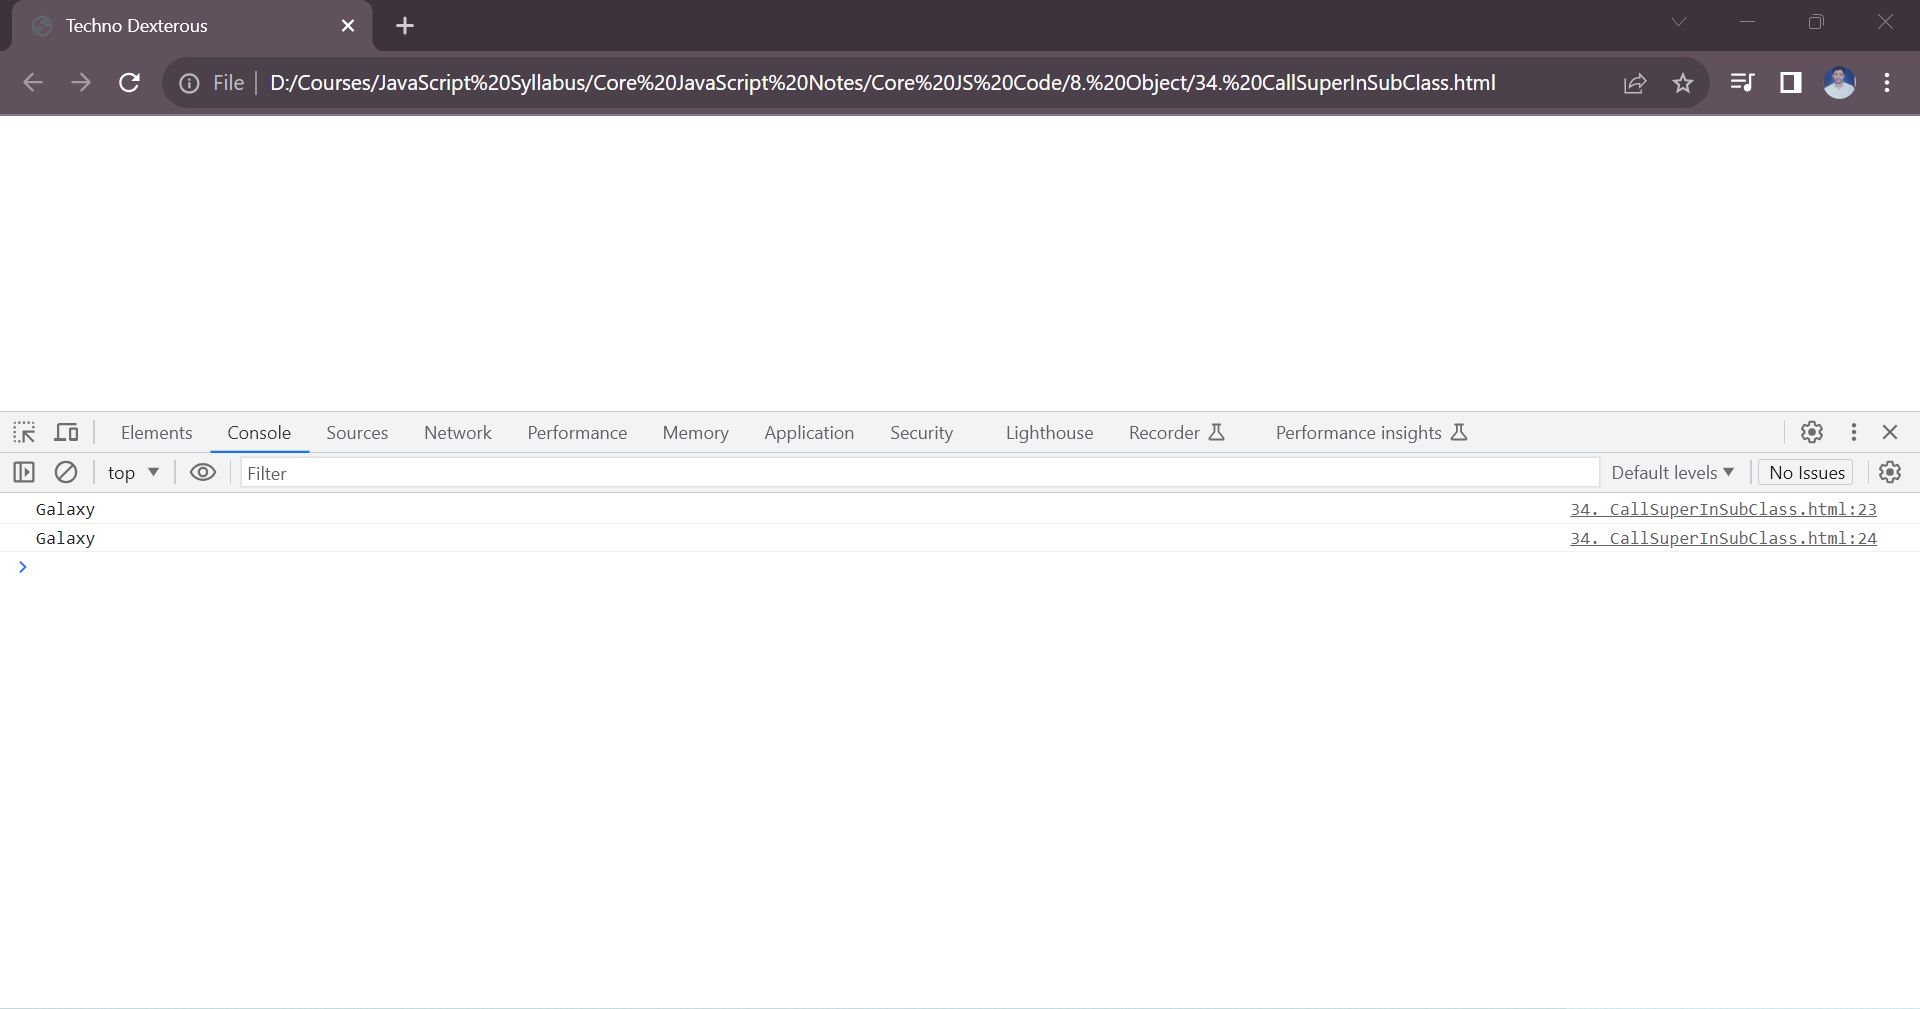 Techno Dexterous
File D:/Courses/JavaScript%20Syllabus/Core%20JavaScript%20Notes/Core%20JS%20Code/8.%20Object/34.%20CallSuperInSubClass.html
Elements Console Sources Network Performance Memory Application Security Lighthouse Recorder Performance insights
top Filter Default levels No Issues
Galaxy 34. CallSuperInSubClass.html:23
Galaxy 34. CallSuperInSubClass.html:24